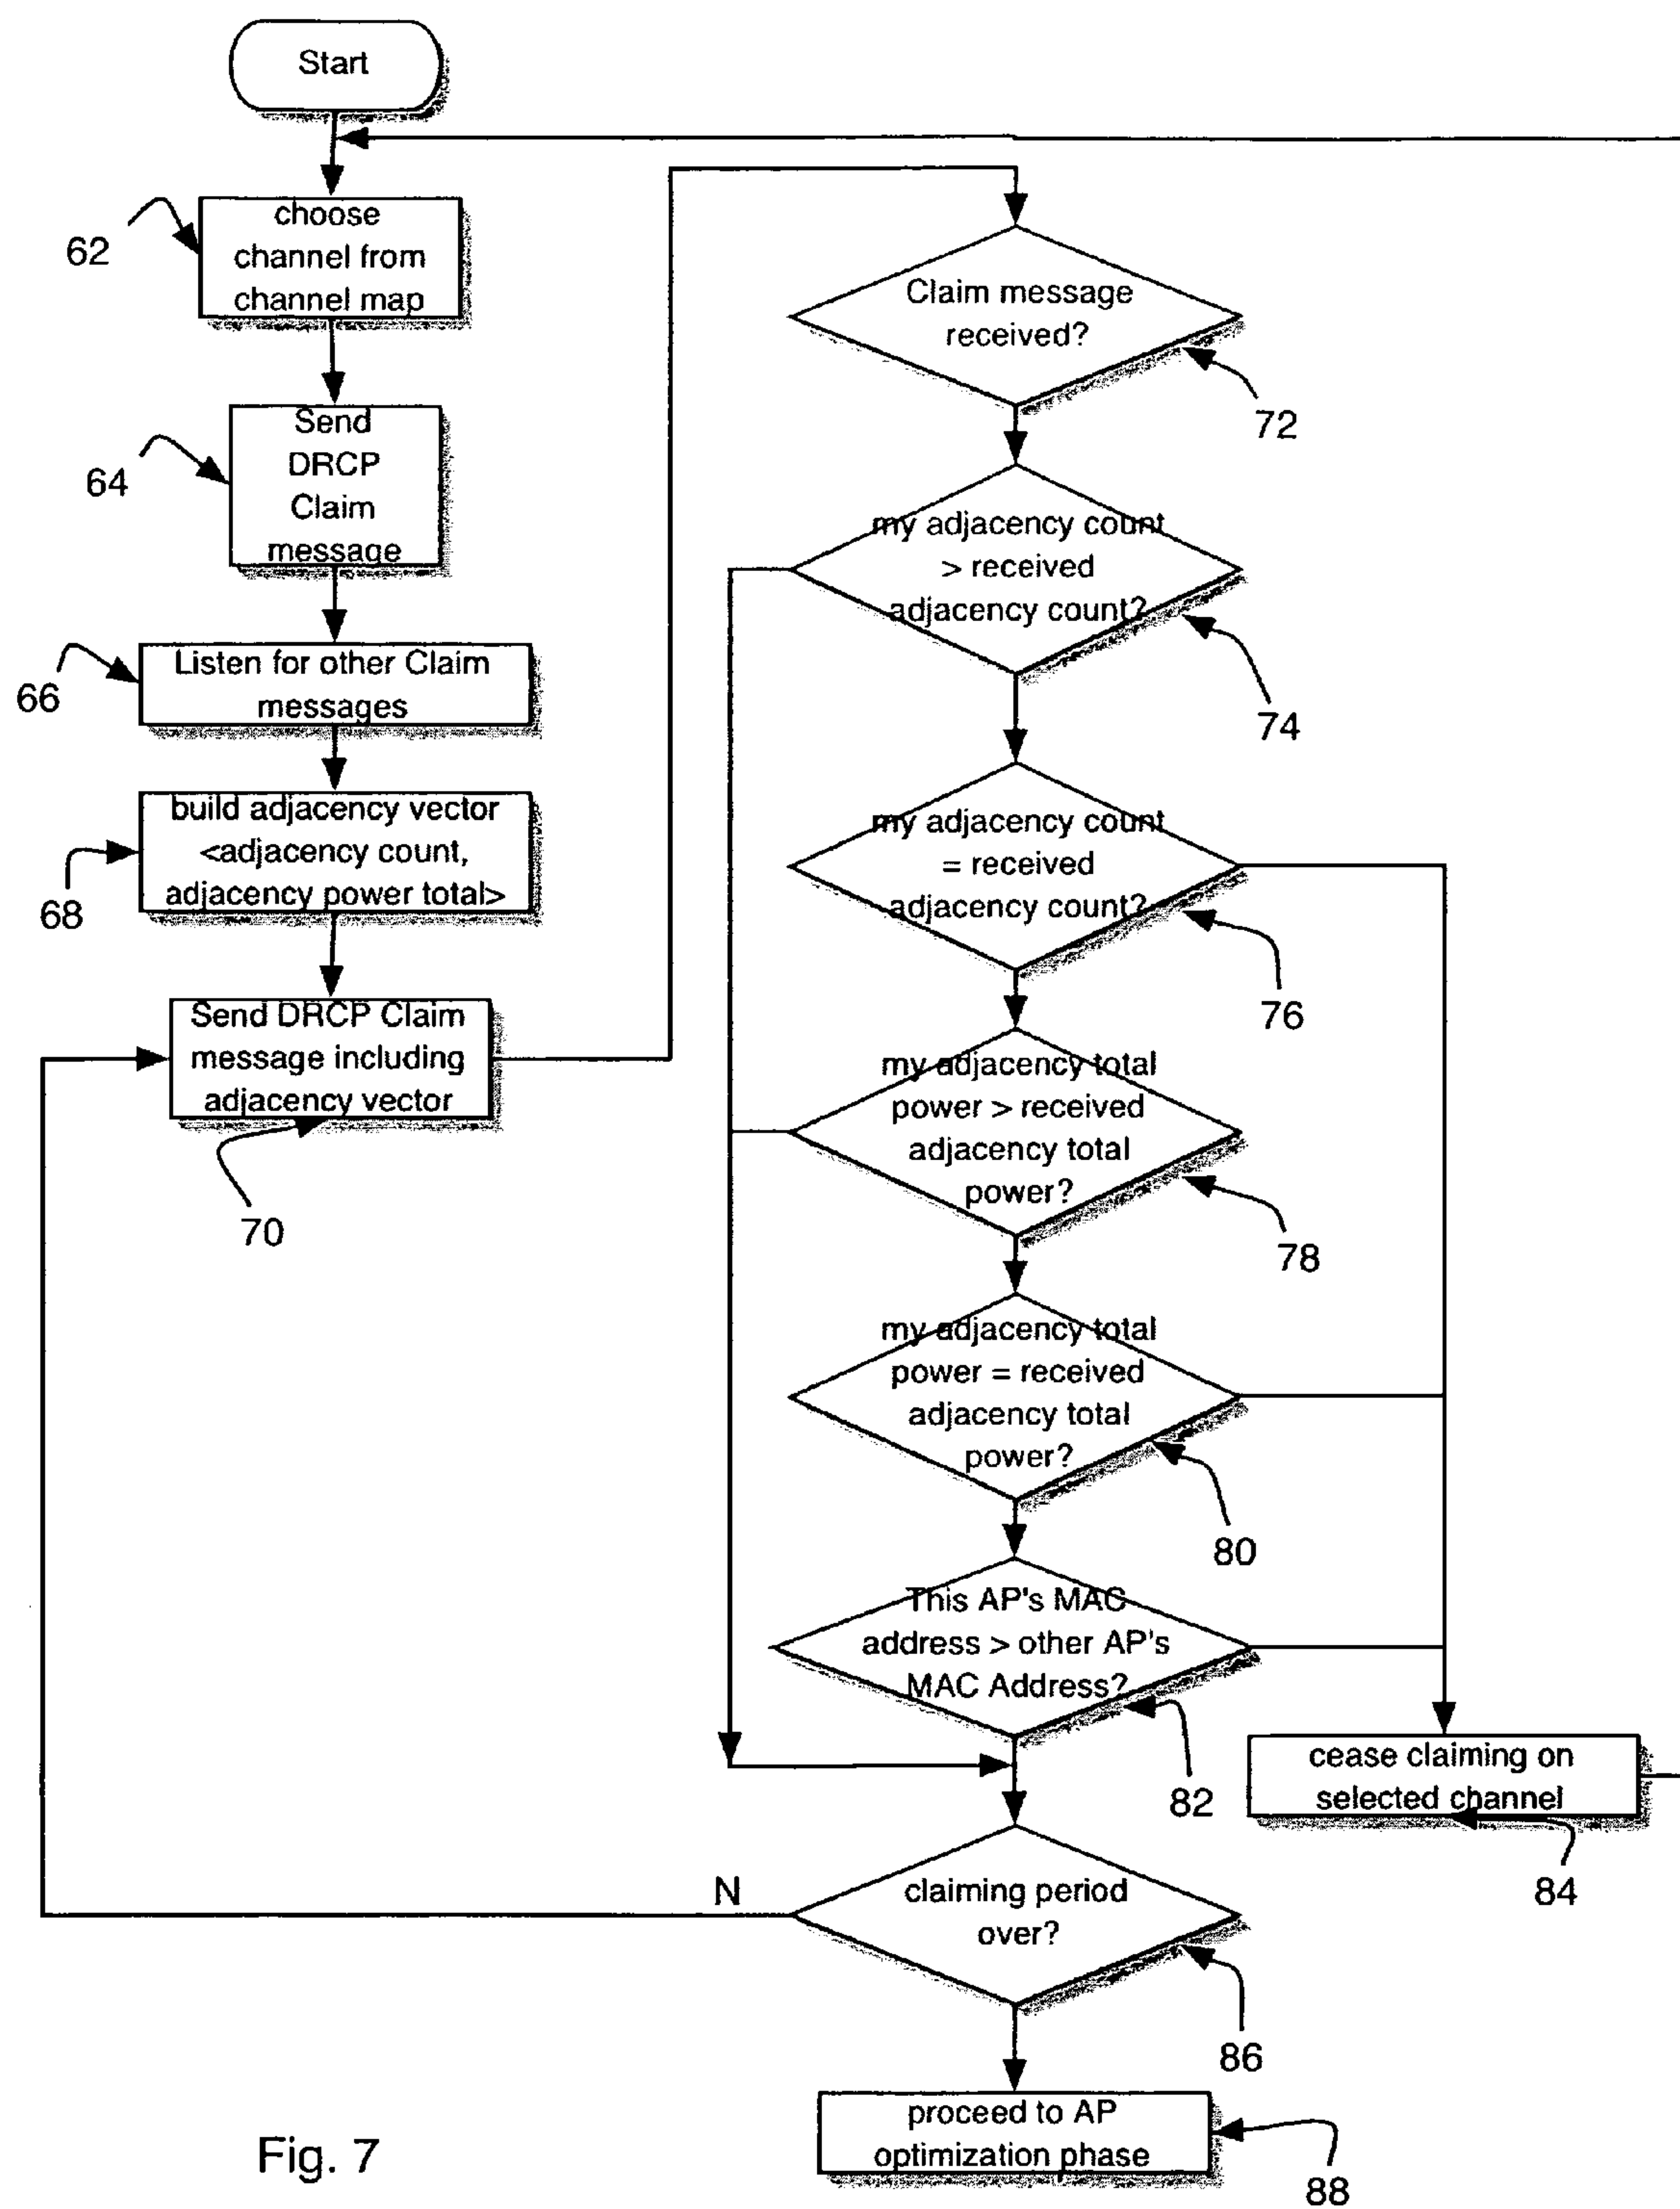 Start
choose
channel from
channel map
62
Send
DRCP
Claim
message
64
Listen for other Claim
messages
66
build adjacency vector
<adjacency count,
adjacency power total>
68
Send DRCP Claim
message including
adjacency vector
70
Claim message
received?
72
my adjacency count
> received
adjacency count?
74
my adjacency count
= received
adjacency count?
76
my adjacency total
power > received
adjacency total
power?
78
my adjacency total
power = received
adjacency total
power?
80
This AP's MAC
address > other AP's
MAC Address?
82
cease claiming on
selected channel
84
claiming period
over?
N
86
proceed to AP
optimization phase
88
Fig. 7